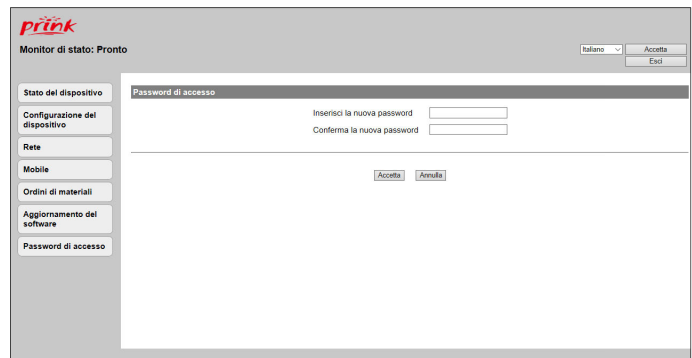 prink
Monitor di stato: Pronto
Italiano
Accetta
Esci
Stato del dispositivo
Configurazione del
dispositivo
Rete
Mobile
Ordini di materiali
Aggiornamento del
software
Password di accesso
Password di accesso
Inserisci la nuova password
Conferma la nuova password
Accetta Annulla